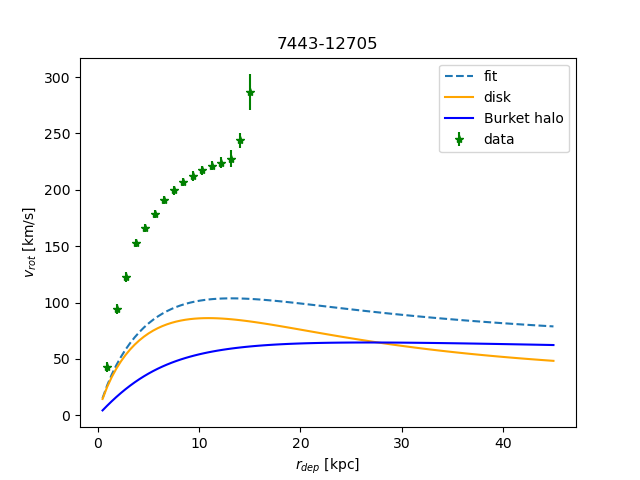 7443-12705
300
250
200
150
100
50
0
v_rot [km/s]
0 10 20 30 40
r_dep [kpc]
fit
disk
Burket halo
data